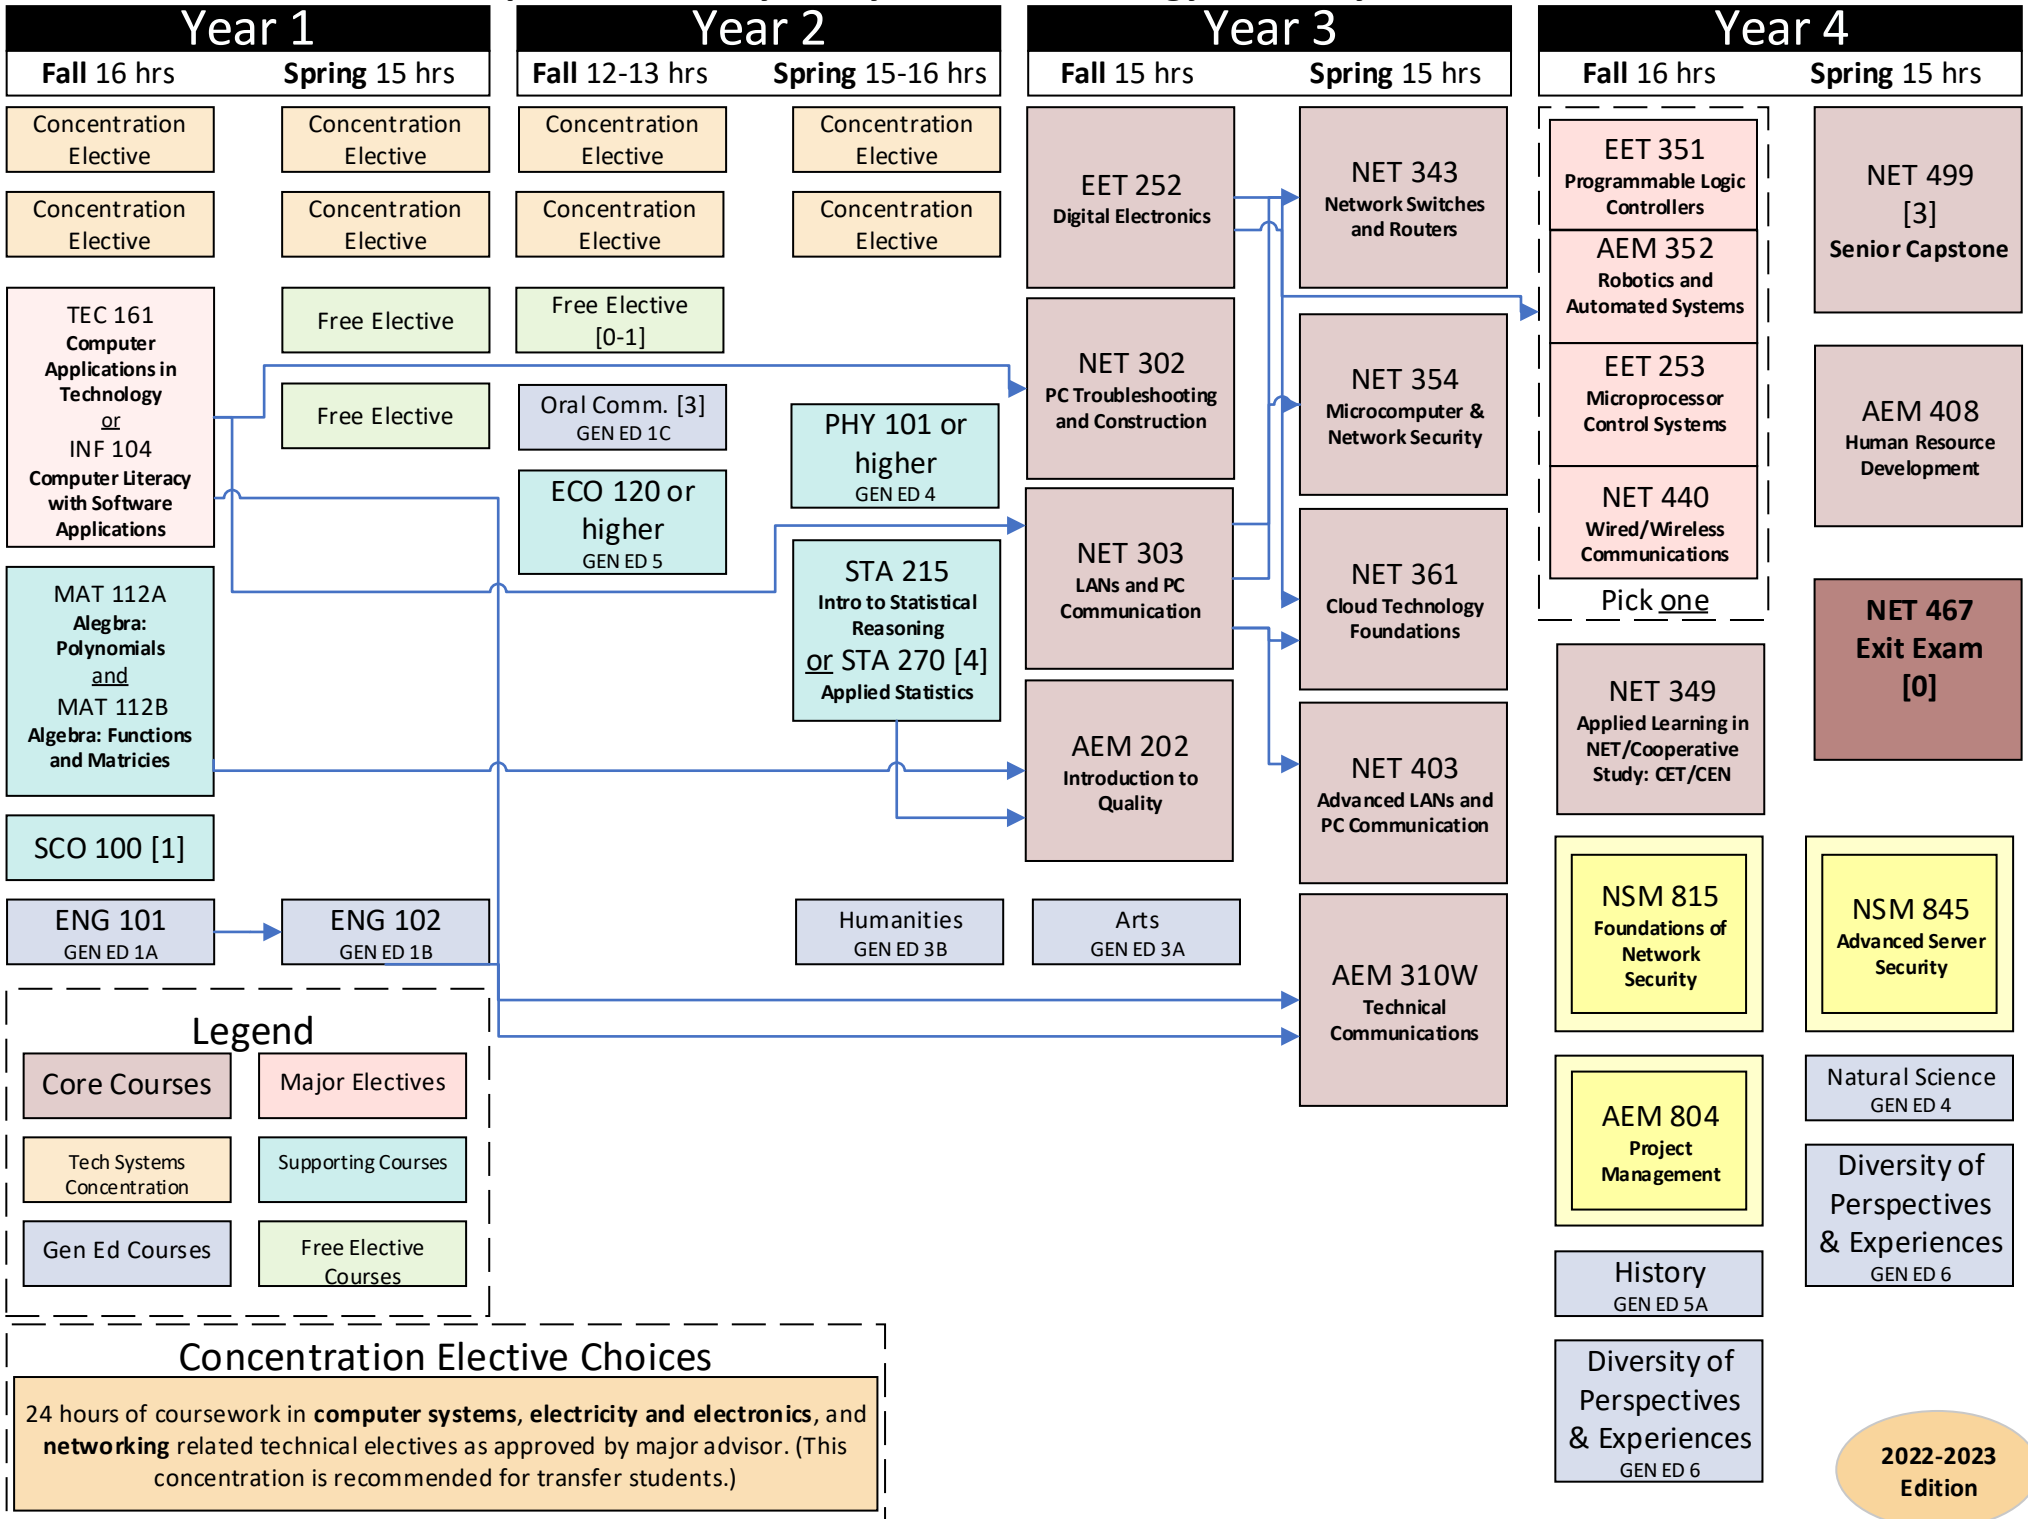 Year 1
Fall 16 hrs
Spring 15 hrs
Concentration
Elective
Concentration
Elective
Concentration
Elective
Concentration
Elective
TEC 161
Computer
Applications in
Technology
or
INF 104
Computer Literacy
with Software
Applications
Free Elective
Free Elective
MAT 112A
Alegbra:
Polynomials
and
MAT 112B
Algebra: Functions
and Matricies
SCO 100 [1]
ENG 101
GEN ED 1A
ENG 102
GEN ED 1B
Year 2
Fall 12-13 hrs
Spring 15-16 hrs
Concentration
Elective
Concentration
Elective
Concentration
Elective
Concentration
Elective
Free Elective
[0-1]
Oral Comm. [3]
GEN ED 1C
ECO 120 or
higher
GEN ED 5
PHY 101 or
higher
GEN ED 4
STA 215
Intro to Statistical
Reasoning
or STA 270 [4]
Applied Statistics
Humanities
GEN ED 3B
Year 3
Fall 15 hrs
Spring 15 hrs
EET 252
Digital Electronics
NET 302
PC Troubleshooting
and Construction
NET 303
LANs and PC
Communication
AEM 202
Introduction to
Quality
Arts
GEN ED 3A
NET 343
Network Switches
and Routers
NET 354
Microcomputer &
Network Security
NET 361
Cloud Technology
Foundations
NET 403
Advanced LANs and
PC Communication
AEM 310W
Technical
Communications
Year 4
Fall 16 hrs
Spring 15 hrs
EET 351
Programmable Logic
Controllers
AEM 352
Robotics and
Automated Systems
EET 253
Microprocessor
Control Systems
NET 440
Wired/Wireless
Communications
Pick one
NET 349
Applied Learning in
NET/Cooperative
Study: CET/CEN
NSM 815
Foundations of
Network
Security
AEM 804
Project
Management
History
GEN ED 5A
Diversity of
Perspectives
& Experiences
GEN ED 6
NET 499
[3]
Senior Capstone
AEM 408
Human Resource
Development
NET 467
Exit Exam
[0]
NSM 845
Advanced Server
Security
Natural Science
GEN ED 4
Diversity of
Perspectives
& Experiences
GEN ED 6
Legend
Core Courses
Major Electives
Tech Systems
Concentration
Supporting Courses
Gen Ed Courses
Free Elective
Courses
Concentration Elective Choices
24 hours of coursework in computer systems, electricity and electronics, and
networking related technical electives as approved by major advisor. (This
concentration is recommended for transfer students.)
2022-2023
Edition